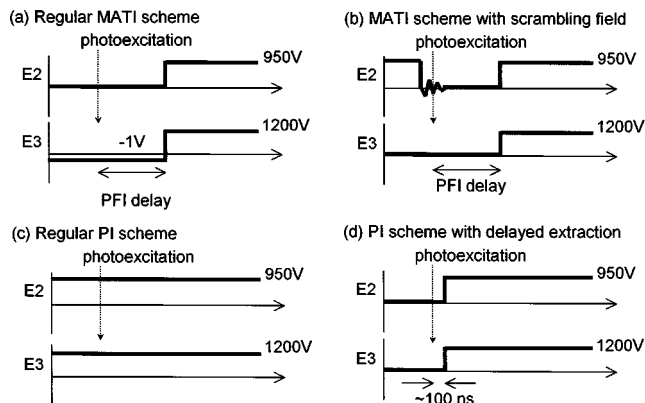 (a) Regular MATI scheme
photoexcitation
950V
E2
1200V
-1V
E3
PFI delay
(b) MATI scheme with scrambling field
photoexcitation
950V
E2
1200V
E3
PFI delay
(c) Regular PI scheme
photoexcitation
950V
E2
1200V
E3
(d) PI scheme with delayed extraction
photoexcitation
950V
E2
1200V
E3
~100 ns